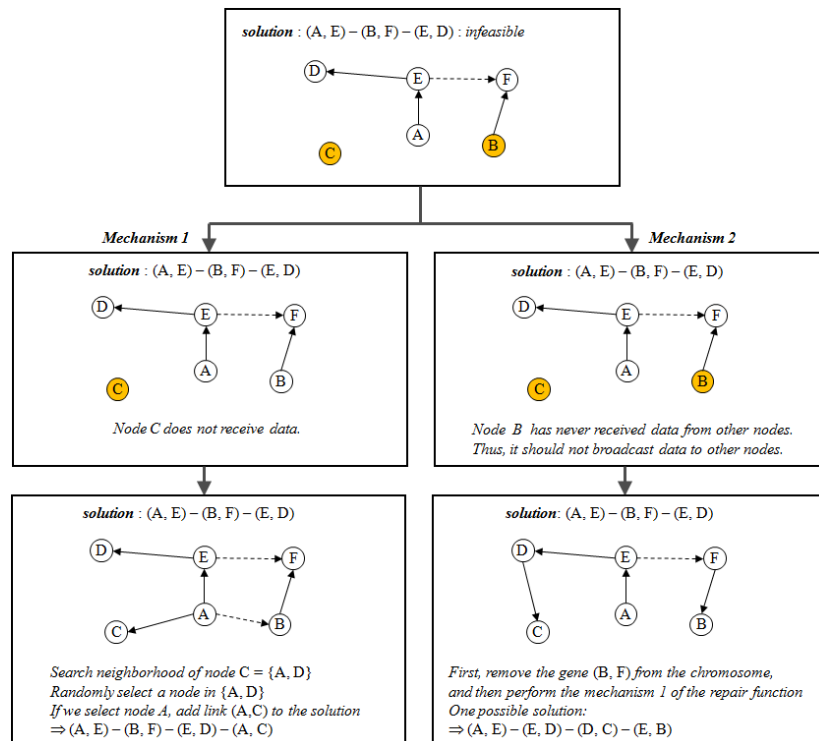 solution : (A, E) – (B, F) – (E, D) : infeasible
D
E
F
A
B
C
Mechanism 1
Mechanism 2
solution : (A, E) – (B, F) – (E, D)
D
E
F
A
B
C
Node C does not receive data.
solution : (A, E) – (B, F) – (E, D)
D
E
F
A
B
C
Node B has never received data from other nodes.
Thus, it should not broadcast data to other nodes.
solution : (A, E) – (B, F) – (E, D)
D
E
F
A
B
C
Search neighborhood of node C = {A, D}
Randomly select a node in {A, D}
If we select node A, add link (A,C) to the solution
⇒ (A, E) – (B, F) – (E, D) – (A, C)
solution: (A, E) – (B, F) – (E, D)
D
E
F
A
B
C
First, remove the gene (B, F) from the chromosome,
and then perform the mechanism 1 of the repair function
One possible solution:
⇒ (A, E) – (E, D) – (D, C) – (E, B)